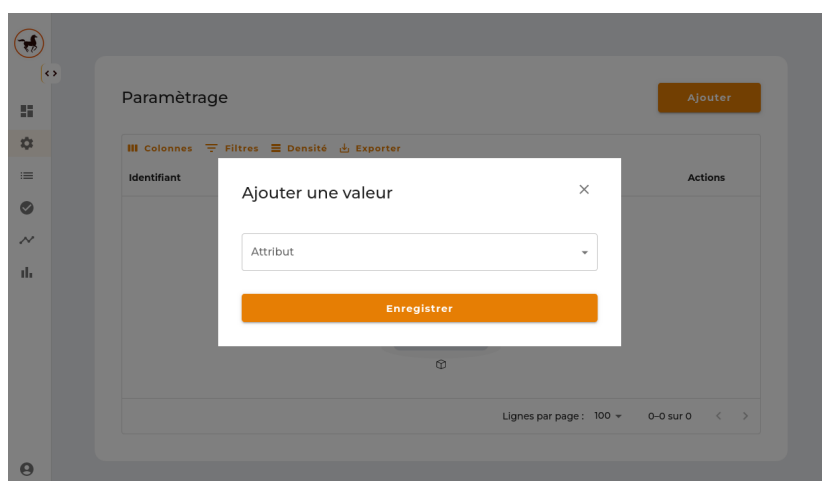 Paramètrage
Ajouter
Colonnes Filtres Densité Exporter
Identifiant Actions
Ajouter une valeur
Attribut
Enregistrer
Lignes par page : 100 0–0 sur 0